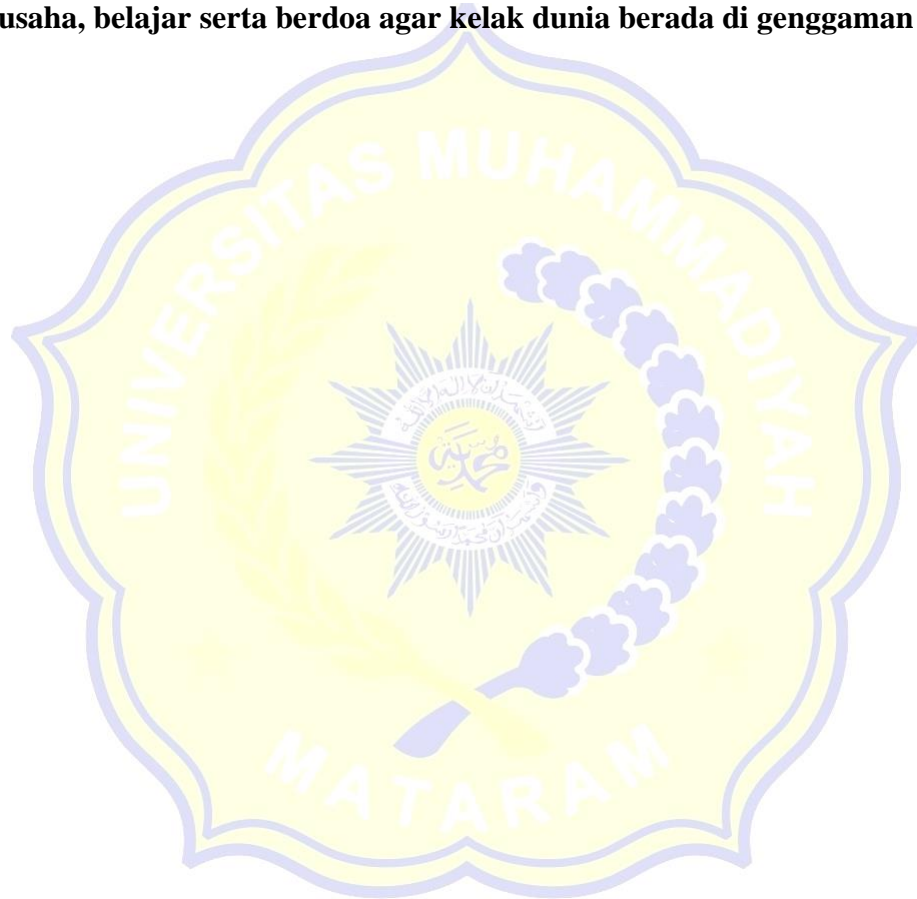 usaha, belajar serta berdoa agar kelak dunia berada di genggaman
UNIVERSITAS MUHAMMADIYAH
MATARAM